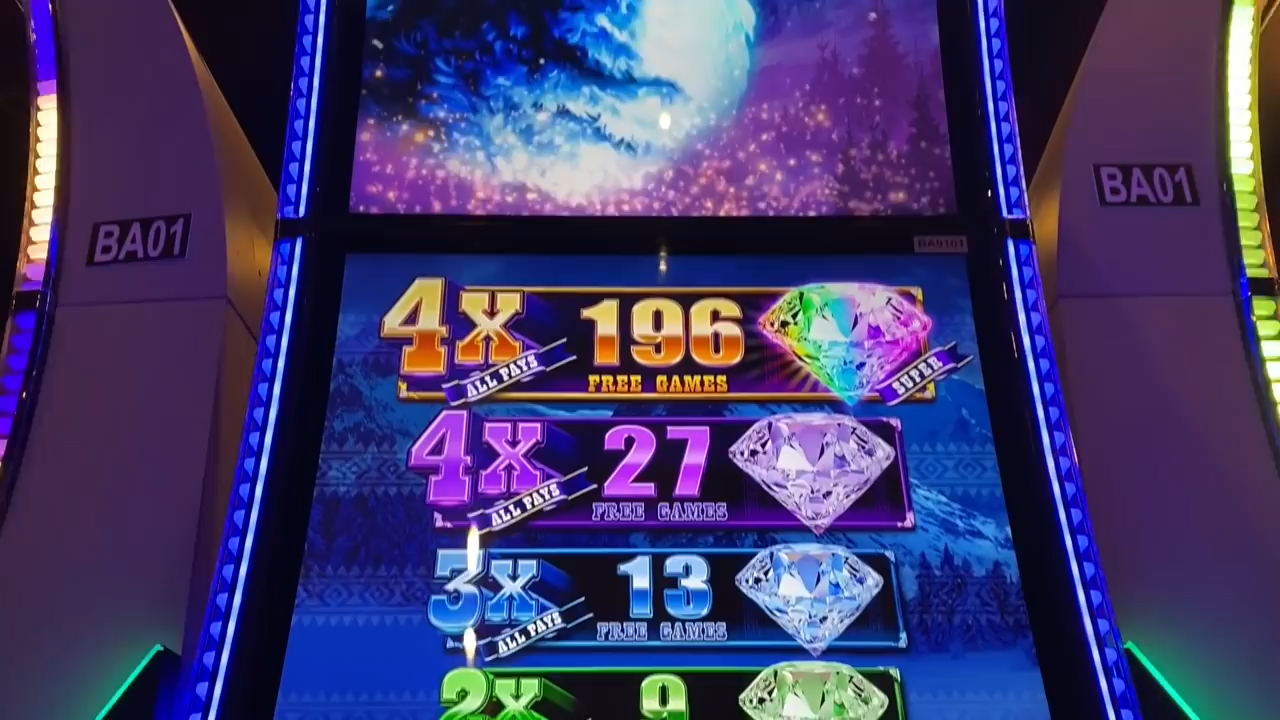 BA01
BA01
BA0101
4X
ALL PAYS
196
FREE GAMES
SUPER
4X
ALL PAYS
27
FREE GAMES
3X
ALL PAYS
13
FREE GAMES
2X
9